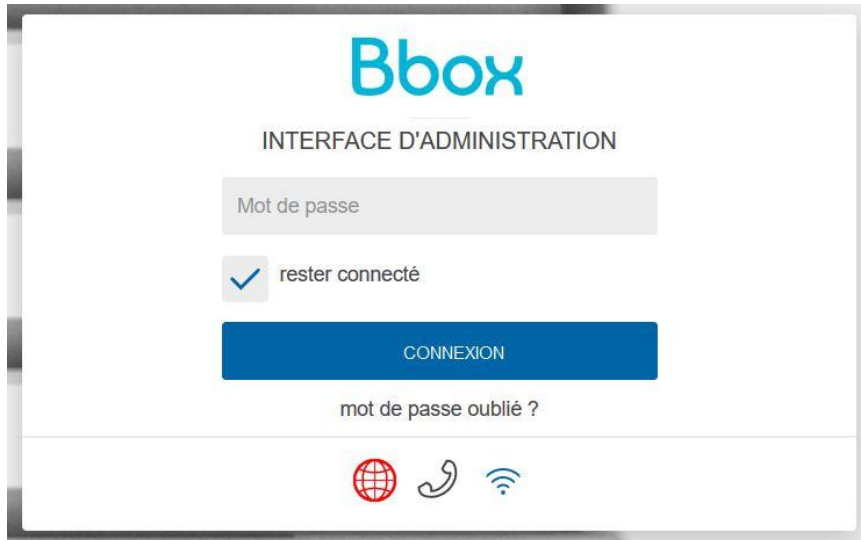 Bbox
INTERFACE D'ADMINISTRATION
Mot de passe
rester connecté
CONNEXION
mot de passe oublié ?